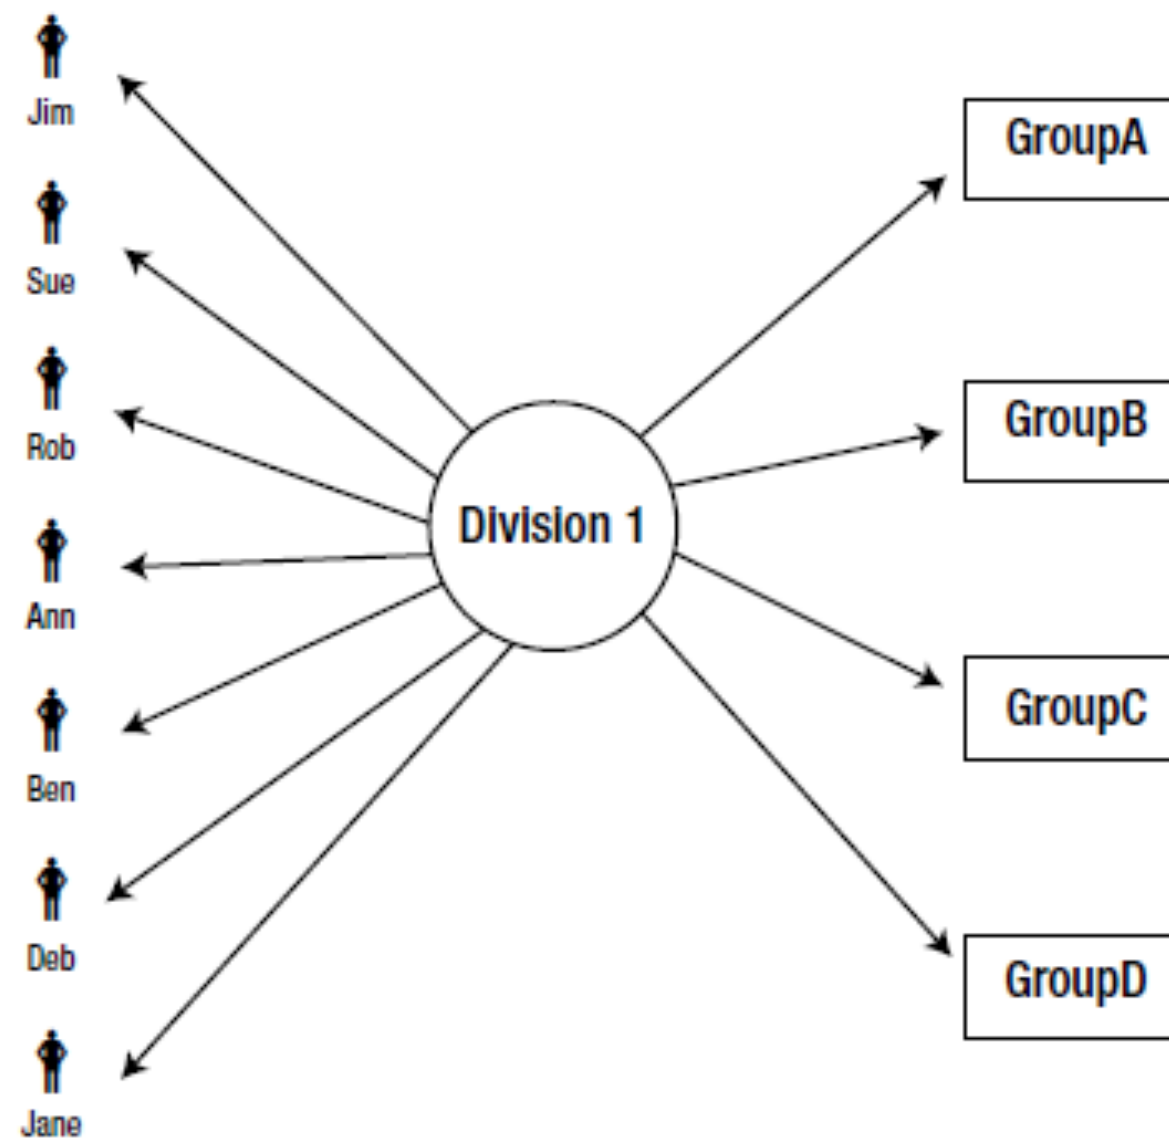 Jim
Sue
Rob
Ann
Ben
Deb
Jane
Division 1
GroupA
GroupB
GroupC
GroupD